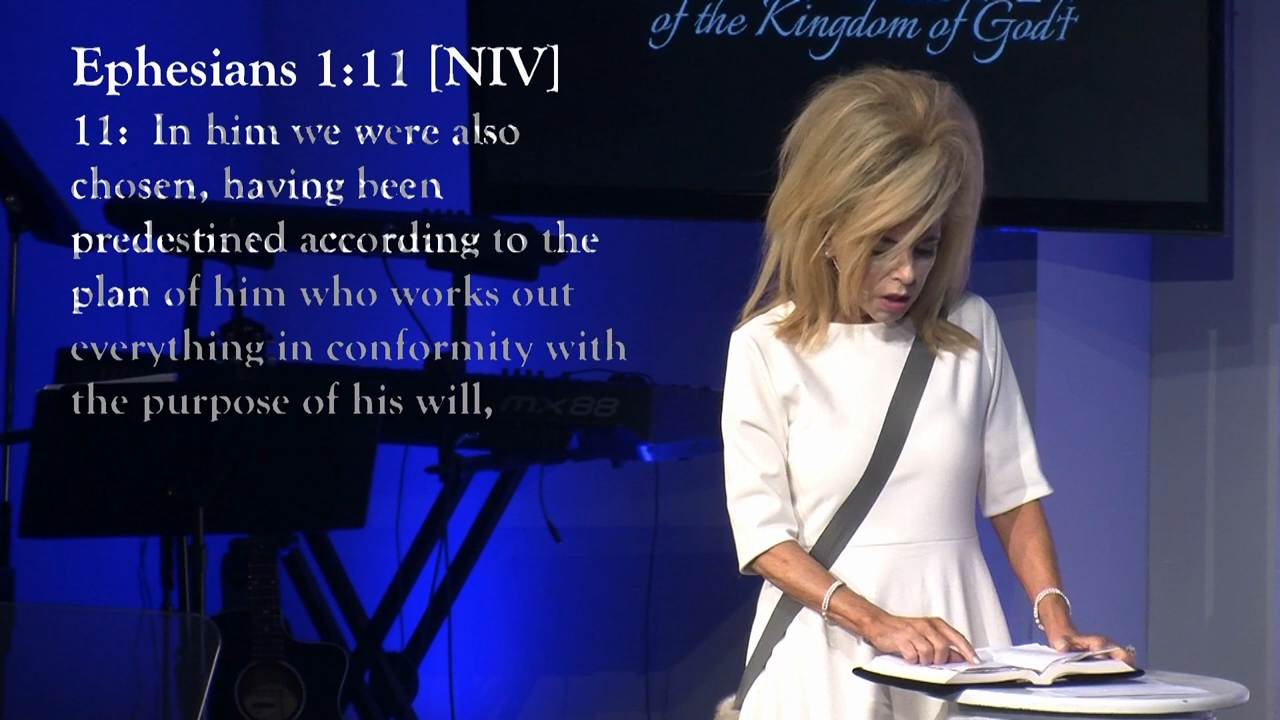 of the Kingdom of God
Ephesians 1:11 [NIV]
11: In him we were also
chosen, having been
predestined according to the
plan of him who works out
everything in conformity with
the purpose of his will,
mx88